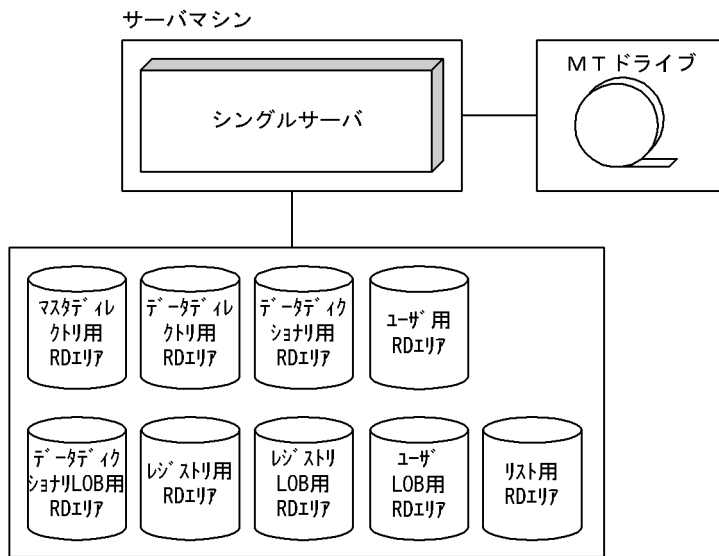 サーバマシン
シングルサーバ
ＭＴドライブ
ﾏｽﾀﾃﾞｨﾚ
ｸﾄﾘ用
RDｴﾘｱ
ﾃﾞｰﾀﾃﾞｨﾚ
ｸﾄﾘ用
RDｴﾘｱ
ﾃﾞｰﾀﾃﾞｨｸ
ｼｮﾅﾘ用
RDｴﾘｱ
ﾕｰｻﾞ用
RDｴﾘｱ
ﾃﾞｰﾀﾃﾞｨｸ
ｼｮﾅﾘLOB用
RDｴﾘｱ
ﾚｼﾞｽﾄﾘ用
RDｴﾘｱ
ﾚｼﾞｽﾄﾘ
LOB用
RDｴﾘｱ
ﾕｰｻﾞ
LOB用
RDｴﾘｱ
ﾘｽﾄ用
RDｴﾘｱ